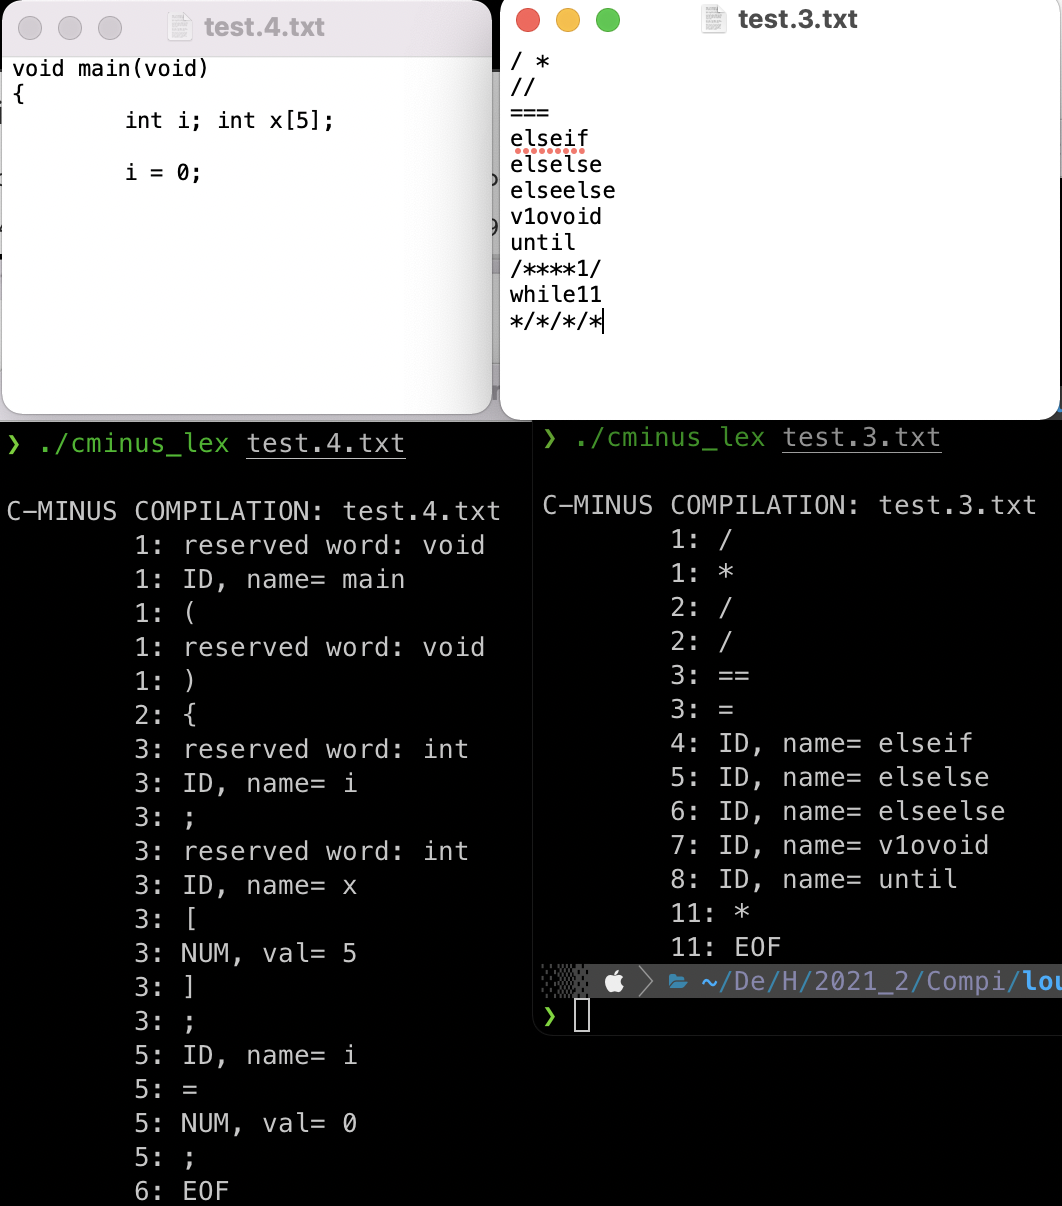 test.4.txt
void main(void)
{
int i; int x[5];
i = 0;
test.3.txt
/ *
//
===
elseif
elselse
elseelse
v1ovoid
until
/****1/
while11
*/*/*/*
❯ ./cminus_lex test.4.txt
C-MINUS COMPILATION: test.4.txt
1: reserved word: void
1: ID, name= main
1: (
1: reserved word: void
1: )
2: {
3: reserved word: int
3: ID, name= i
3: ;
3: reserved word: int
3: ID, name= x
3: [
3: NUM, val= 5
3: ]
3: ;
5: ID, name= i
5: =
5: NUM, val= 0
5: ;
6: EOF
❯ ./cminus_lex test.3.txt
C-MINUS COMPILATION: test.3.txt
1: /
1: *
2: /
2: /
3: ==
3: =
4: ID, name= elseif
5: ID, name= elselse
6: ID, name= elseelse
7: ID, name= v1ovoid
8: ID, name= until
11: *
11: EOF
~/De/H/2021_2/Compi/lou
❯